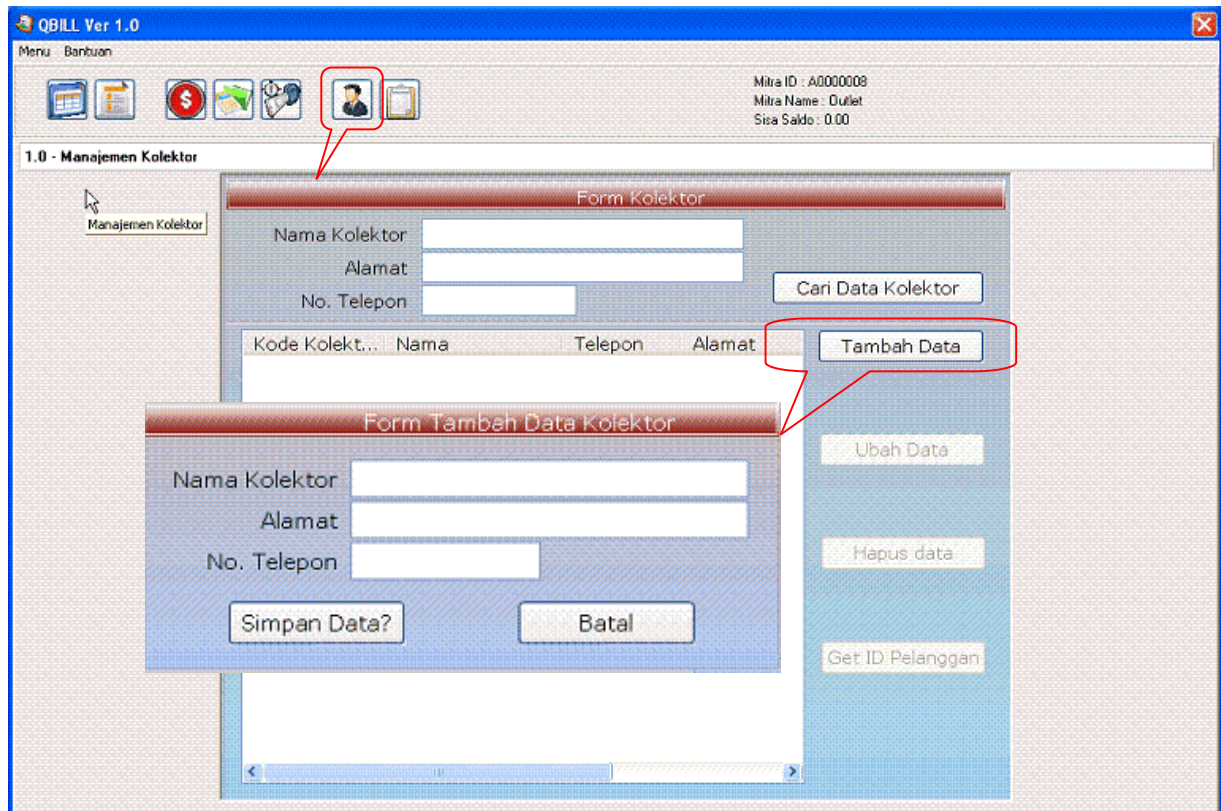 QBILL Ver 1.0
Menu Bantuan
Mitra ID : A0000008
Mitra Name : Outlet
Sisa Saldo : 0.00
1.0 - Manajemen Kolektor
Manajemen Kolektor
Form Kolektor
Nama Kolektor
Alamat
No. Telepon
Cari Data Kolektor
Kode Kolekt... Nama Telepon Alamat
Tambah Data
Form Tambah Data Kolektor
Nama Kolektor
Alamat
No. Telepon
Simpan Data?
Batal
Ubah Data
Hapus data
Get ID Pelanggan